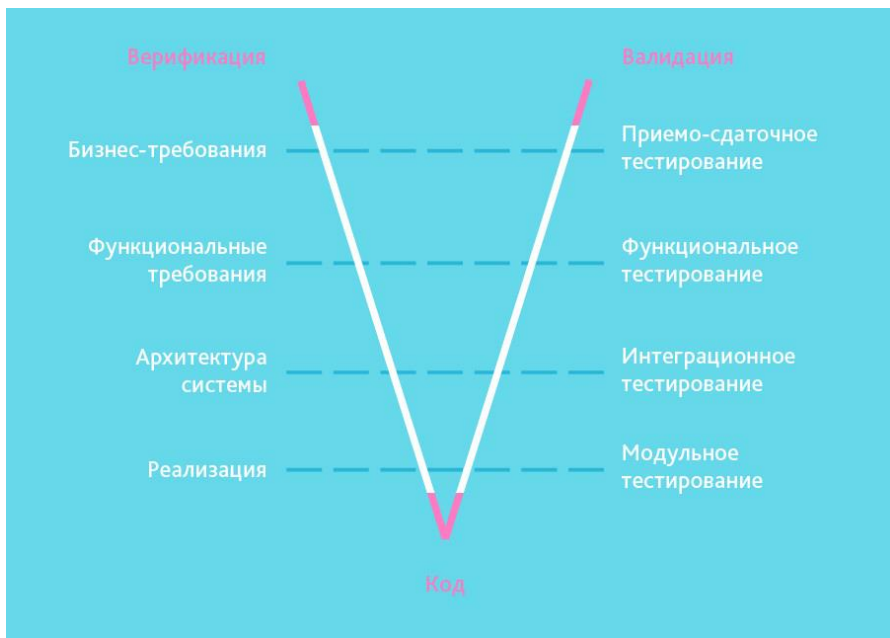 Верификация
Валидация
Бизнес-требования
Приемо-сдаточное
тестирование
Функциональные
требования
Функциональное
тестирование
Архитектура
системы
Интеграционное
тестирование
Реализация
Модульное
тестирование
Код